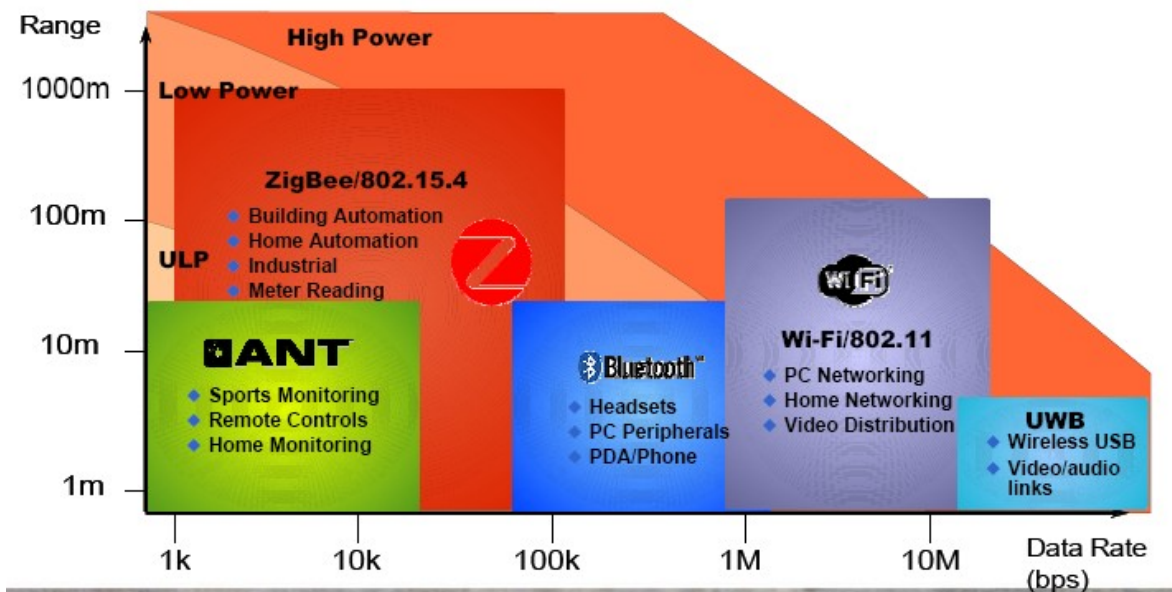 Range
High Power
1000m
Low Power
ZigBee/802.15.4
Building Automation
100m
Home Automation
ULP
Industrial
Meter Reading
Wi Fi
10m
ANT
Bluetooth™
Wi-Fi/802.11
Sports Monitoring
Remote Controls
Home Monitoring
Headsets
PC Peripherals
PDA/Phone
PC Networking
Home Networking
Video Distribution
UWB
Wireless USB
Video/audio
links
1m
1k
10k
100k
1M
10M
Data Rate
(bps)